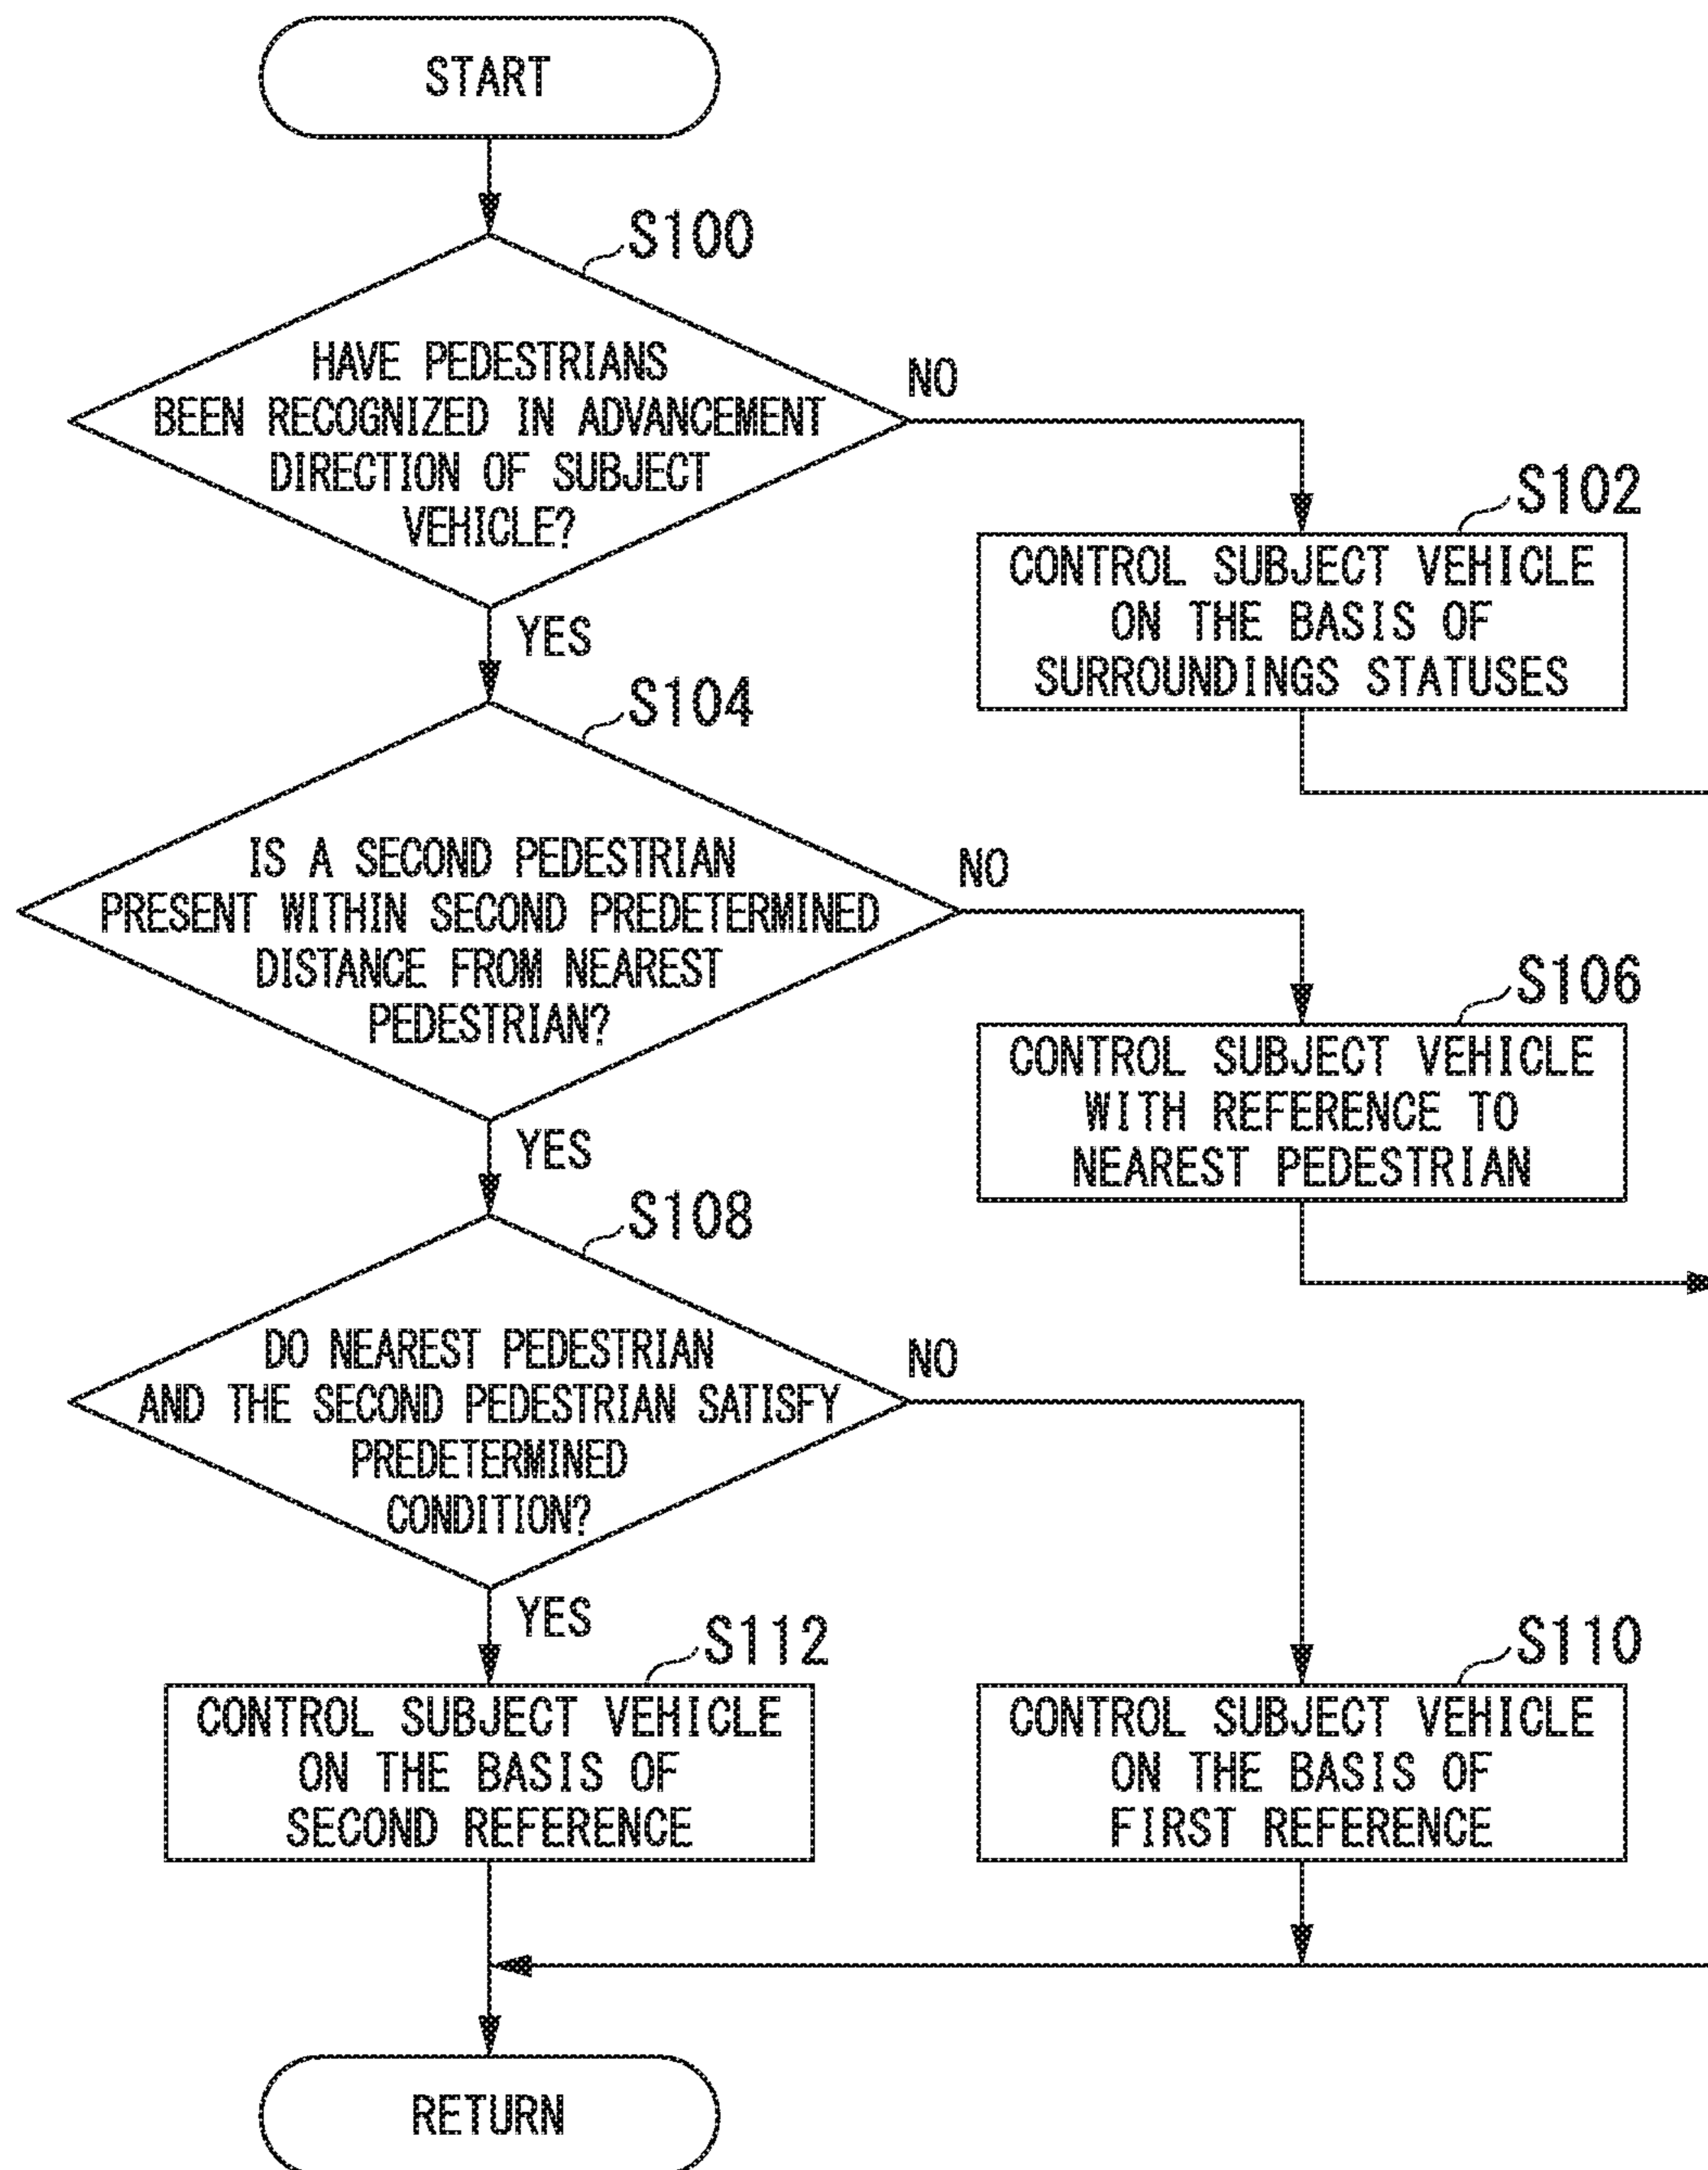 START
S100
HAVE PEDESTRIANS
BEEN RECOGNIZED IN ADVANCEMENT
DIRECTION OF SUBJECT
VEHICLE?
NO
YES
S102
CONTROL SUBJECT VEHICLE
ON THE BASIS OF
SURROUNDINGS STATUSES
S104
IS A SECOND PEDESTRIAN
PRESENT WITHIN SECOND PREDETERMINED
DISTANCE FROM NEAREST
PEDESTRIAN?
NO
YES
S106
CONTROL SUBJECT VEHICLE
WITH REFERENCE TO
NEAREST PEDESTRIAN
S108
DO NEAREST PEDESTRIAN
AND THE SECOND PEDESTRIAN SATISFY
PREDETERMINED
CONDITION?
NO
YES
S112
CONTROL SUBJECT VEHICLE
ON THE BASIS OF
SECOND REFERENCE
S110
CONTROL SUBJECT VEHICLE
ON THE BASIS OF
FIRST REFERENCE
RETURN